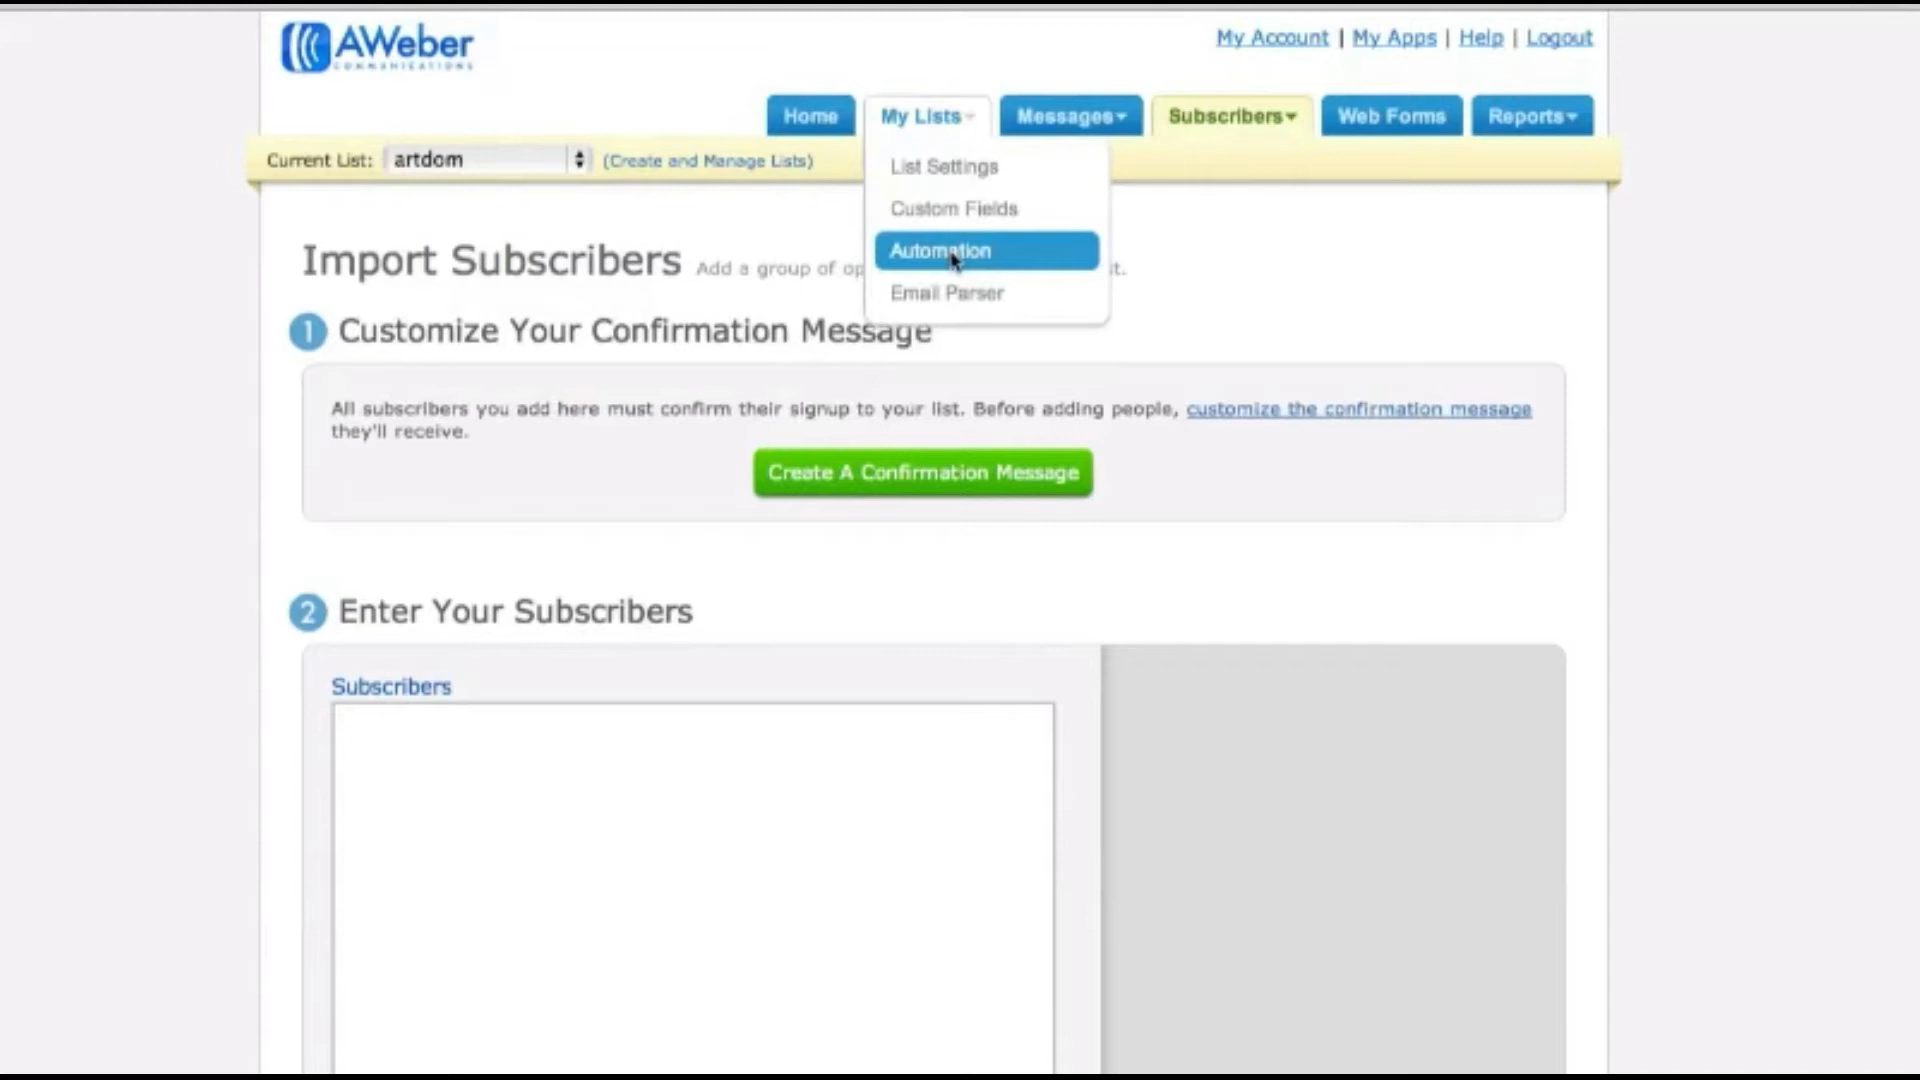 AWeber
COMMUNICATIONS
My Account | My Apps | Help | Logout
Home My Lists Messages Subscribers Web Forms Reports
Current List: artdom (Create and Manage Lists)
List Settings
Custom Fields
Automation
Email Parser
Import Subscribers Add a group of op t.
1 Customize Your Confirmation Message
All subscribers you add here must confirm their signup to your list. Before adding people, customize the confirmation message
they'll receive.
Create A Confirmation Message
2 Enter Your Subscribers
Subscribers